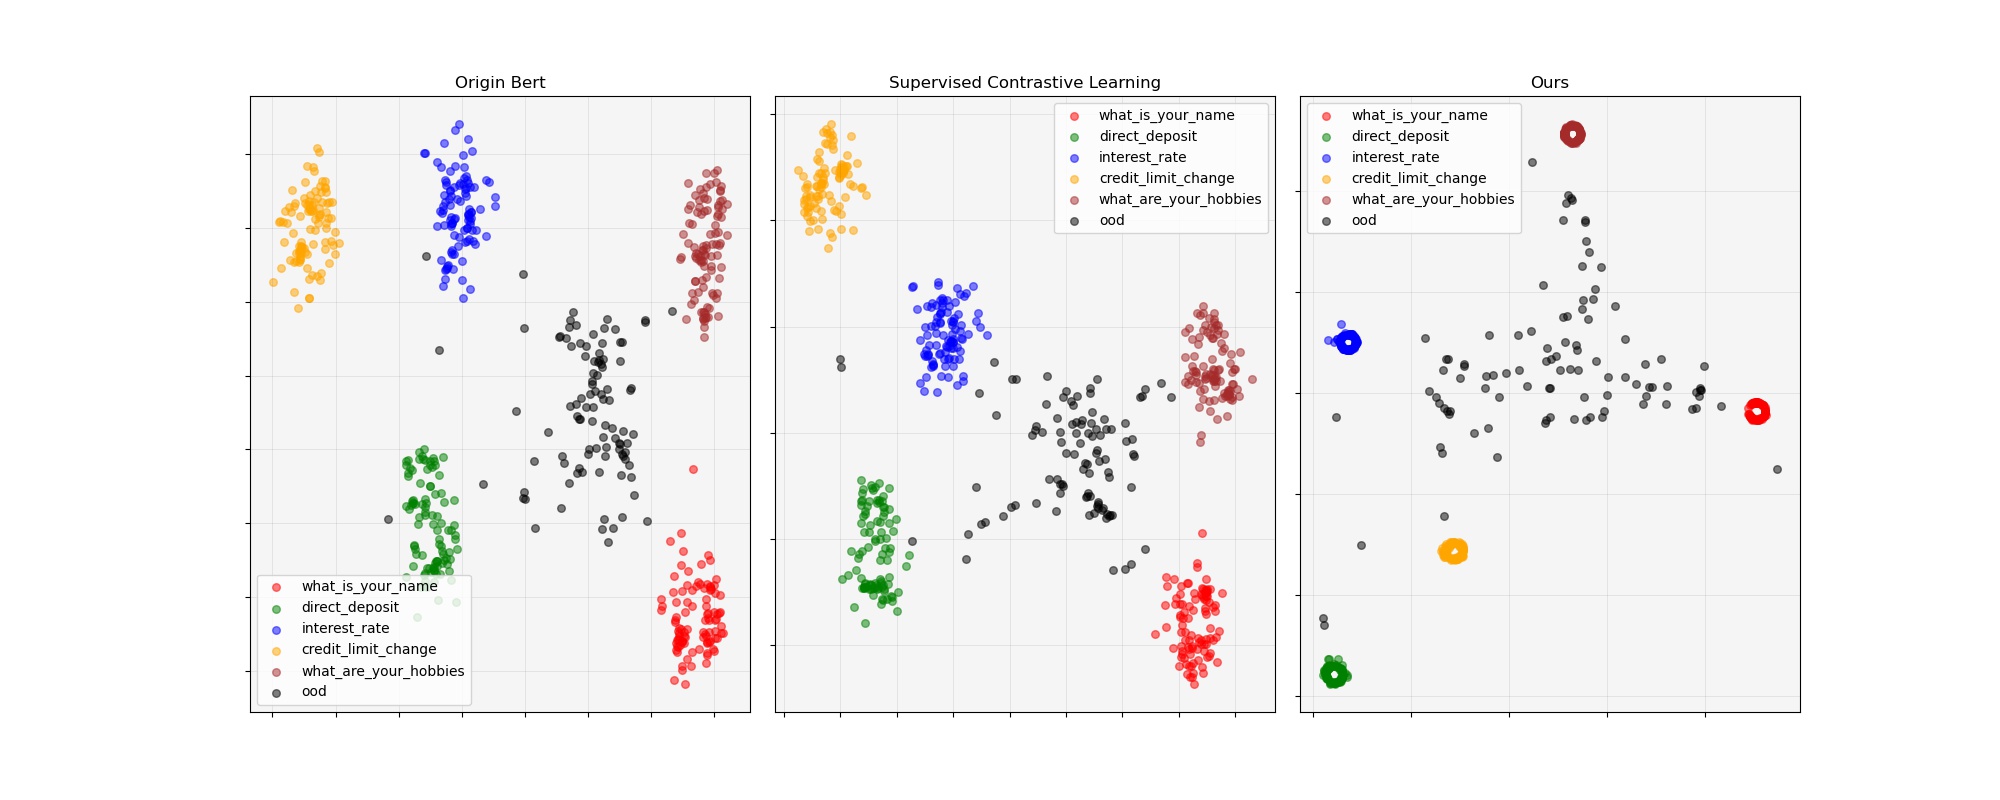 Origin Bert
what_is_your_name
direct_deposit
interest_rate
credit_limit_change
what_are_your_hobbies
ood
Supervised Contrastive Learning
what_is_your_name
direct_deposit
interest_rate
credit_limit_change
what_are_your_hobbies
ood
Ours
what_is_your_name
direct_deposit
interest_rate
credit_limit_change
what_are_your_hobbies
ood